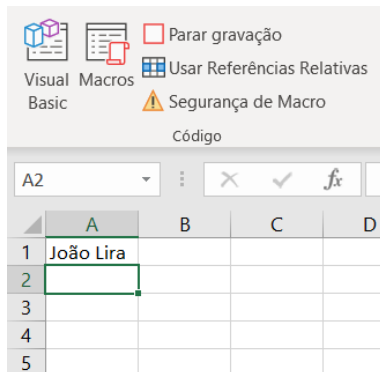 Visual Basic
Macros
Parar gravação
Usar Referências Relativas
Segurança de Macro
Código
A2
fx
A B C D
1 João Lira
2
3
4
5